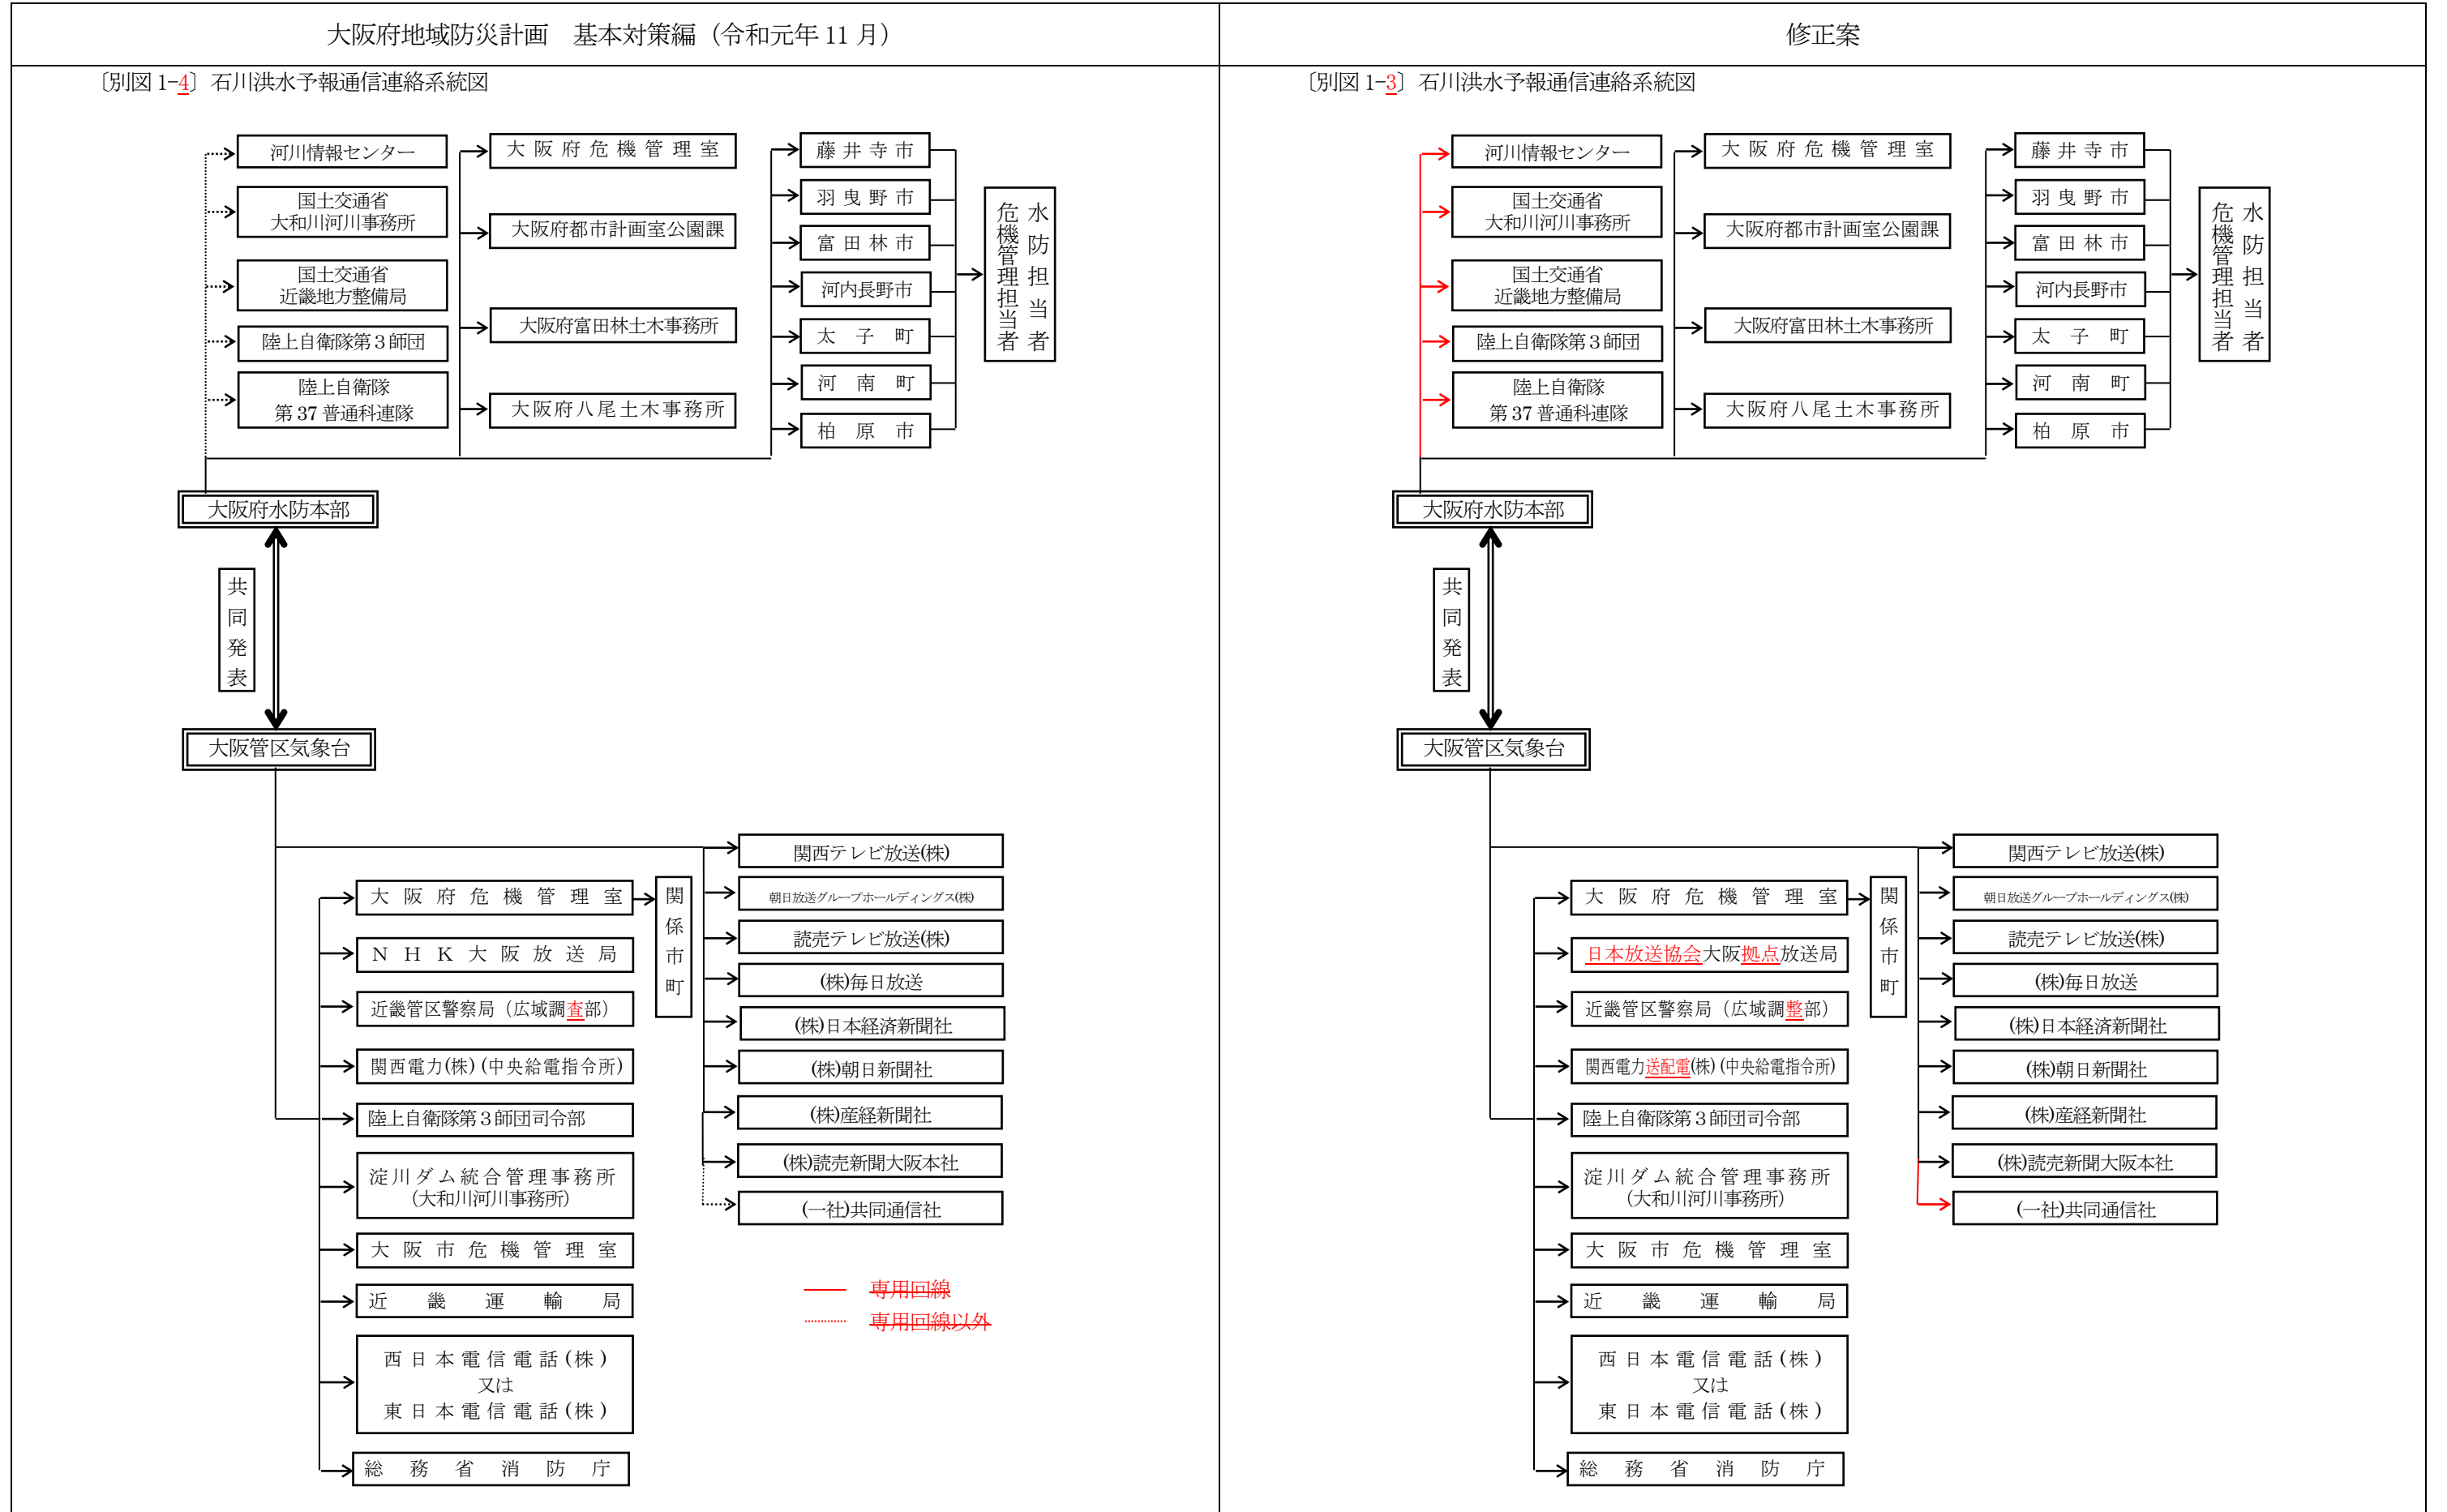 大阪府地域防災計画　基本対策編（令和元年 11 月）
〔別図 1-4〕石川洪水予報通信連絡系統図
河川情報センター
国土交通省
大和川河川事務所
国土交通省
近畿地方整備局
陸上自衛隊第３師団
陸上自衛隊
第 37 普通科連隊
大阪府危機管理室
大阪府都市計画室公園課
大阪府富田林土木事務所
大阪府八尾土木事務所
藤井寺市
羽曳野市
富田林市
河内長野市
太子町
河南町
柏原市
水防担当者
危機管理担当者
大阪府水防本部
共同発表
大阪管区気象台
大阪府危機管理室
ＮＨＫ大阪放送局
近畿管区警察局（広域調査部）
関西電力(株) (中央給電指令所)
陸上自衛隊第３師団司令部
淀川ダム統合管理事務所
(大和川河川事務所)
大阪市危機管理室
近畿運輸局
西日本電信電話(株)
又は
東日本電信電話(株)
総務省消防庁
関係市町
関西テレビ放送(株)
朝日放送グループホールディングス(株)
読売テレビ放送(株)
(株)毎日放送
(株)日本経済新聞社
(株)朝日新聞社
(株)産経新聞社
(株)読売新聞大阪本社
(一社)共同通信社
専用回線
専用回線以外
修正案
〔別図 1-3〕石川洪水予報通信連絡系統図
河川情報センター
国土交通省
大和川河川事務所
国土交通省
近畿地方整備局
陸上自衛隊第３師団
陸上自衛隊
第 37 普通科連隊
大阪府危機管理室
大阪府都市計画室公園課
大阪府富田林土木事務所
大阪府八尾土木事務所
藤井寺市
羽曳野市
富田林市
河内長野市
太子町
河南町
柏原市
水防担当者
危機管理担当者
大阪府水防本部
共同発表
大阪管区気象台
大阪府危機管理室
日本放送協会大阪拠点放送局
近畿管区警察局（広域調整部）
関西電力送配電(株) (中央給電指令所)
陸上自衛隊第３師団司令部
淀川ダム統合管理事務所
(大和川河川事務所)
大阪市危機管理室
近畿運輸局
西日本電信電話(株)
又は
東日本電信電話(株)
総務省消防庁
関係市町
関西テレビ放送(株)
朝日放送グループホールディングス(株)
読売テレビ放送(株)
(株)毎日放送
(株)日本経済新聞社
(株)朝日新聞社
(株)産経新聞社
(株)読売新聞大阪本社
(一社)共同通信社